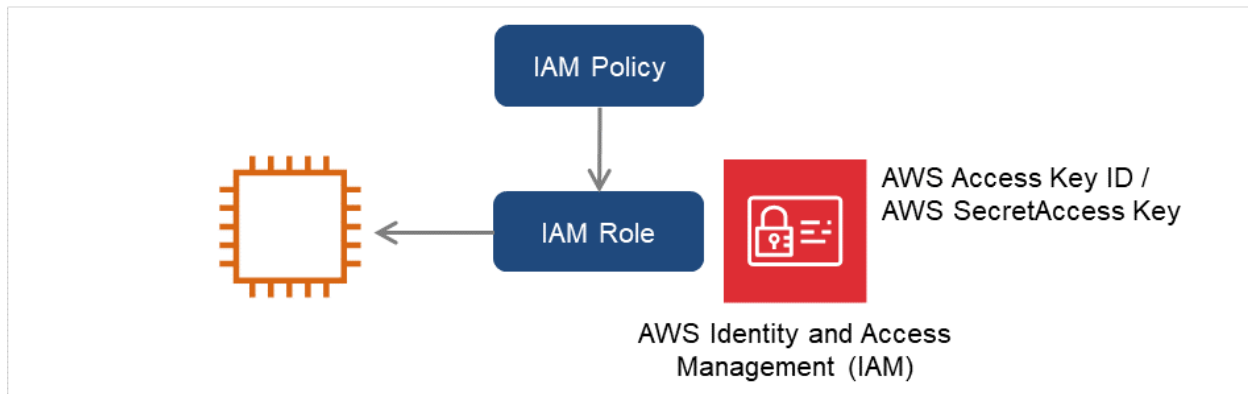 IAM Policy
IAM Role
AWS Access Key ID /
AWS SecretAccess Key
AWS Identity and Access
Management (IAM)